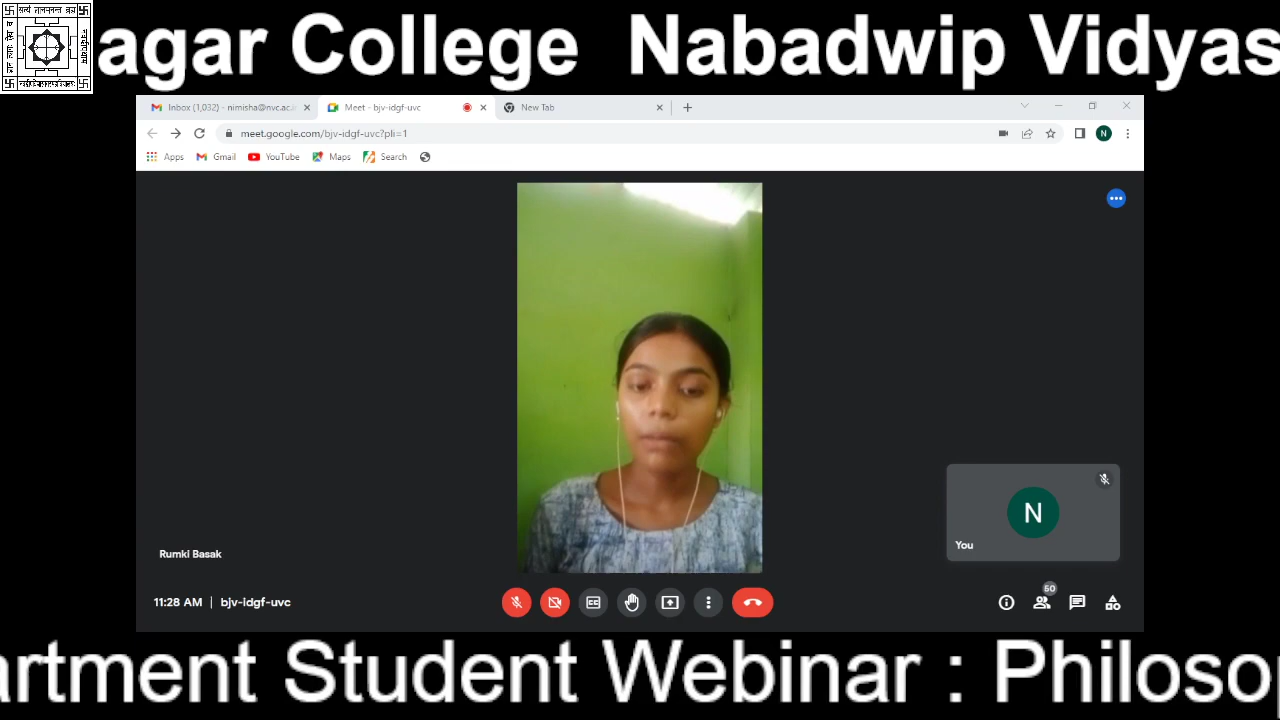 agar College Nabadwip Vidyas
Inbox (1,032) - nimisha@nvc.ac.i
Meet - bjv-idgf-uvc
New Tab
meet.google.com/bjv-idgf-uvc?pli=1
N
Apps
Gmail
YouTube
Maps
Search
N
You
Rumki Basak
11:28 AM | bjv-idgf-uvc
CC
60
artment Student Webinar : Philosop